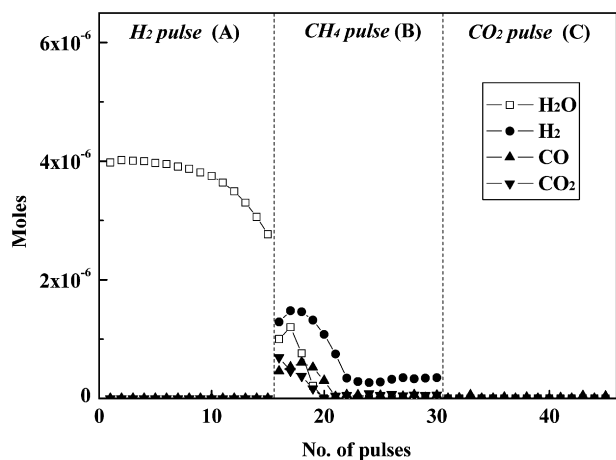 H₂ pulse (A) CH₄ pulse (B) CO₂ pulse (C)
6x10⁻⁶
4x10⁻⁶
2x10⁻⁶
0
Moles
H₂O
H₂
CO
CO₂
0 10 20 30 40
No. of pulses